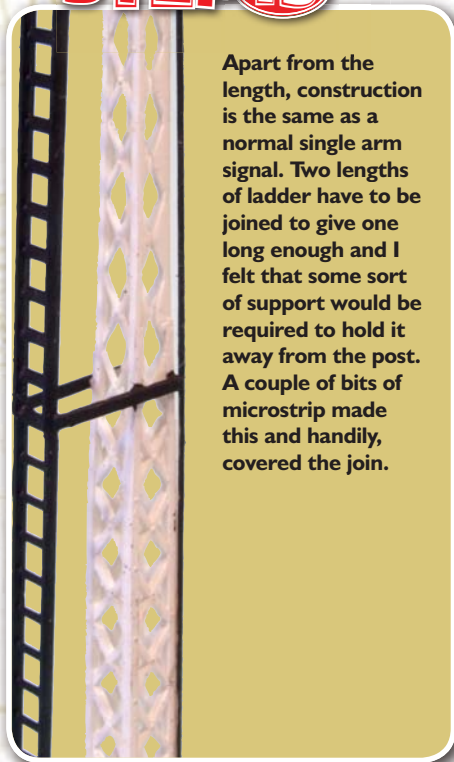 Apart from the
length, construction
is the same as a
normal single arm
signal. Two lengths
of ladder have to be
joined to give one
long enough and I
felt that some sort
of support would be
required to hold it
away from the post.
A couple of bits of
microstrip made
this and handily,
covered the join.